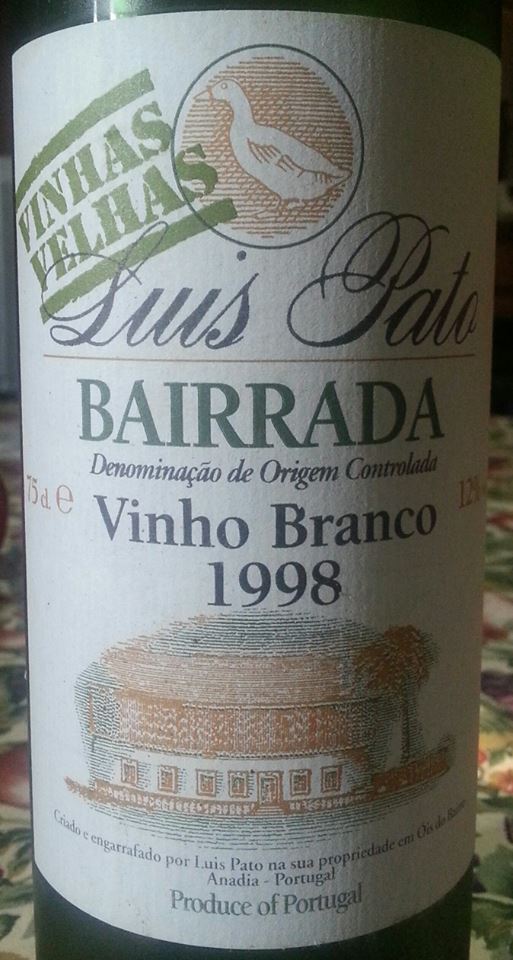 VINHAS
VELHAS
Luis Pato
BAIRRADA
Denominação de Origem Controlada
75 cl e
12%
Vinho Branco
1998
Criado e engarrafado por Luis Pato na sua propriedade em Óis do Bairro
Anadia - Portugal
Produce of Portugal